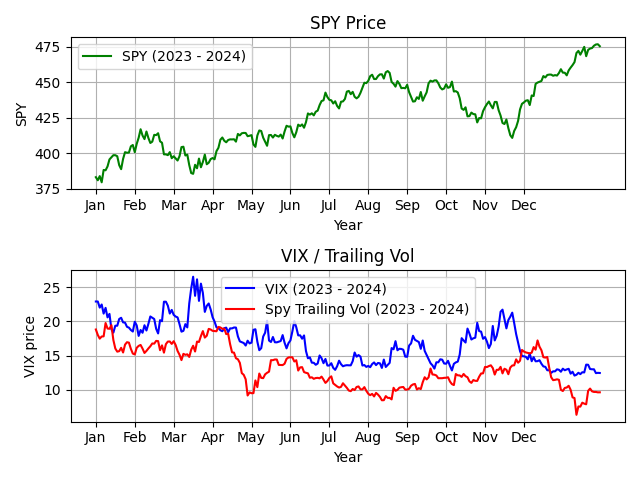 SPY Price
475
450
425
400
375
SPY
SPY (2023 - 2024)
Jan Feb Mar Apr May Jun Jul Aug Sep Oct Nov Dec
Year
VIX / Trailing Vol
25
20
15
10
VIX price
VIX (2023 - 2024)
Spy Trailing Vol (2023 - 2024)
Jan Feb Mar Apr May Jun Jul Aug Sep Oct Nov Dec
Year